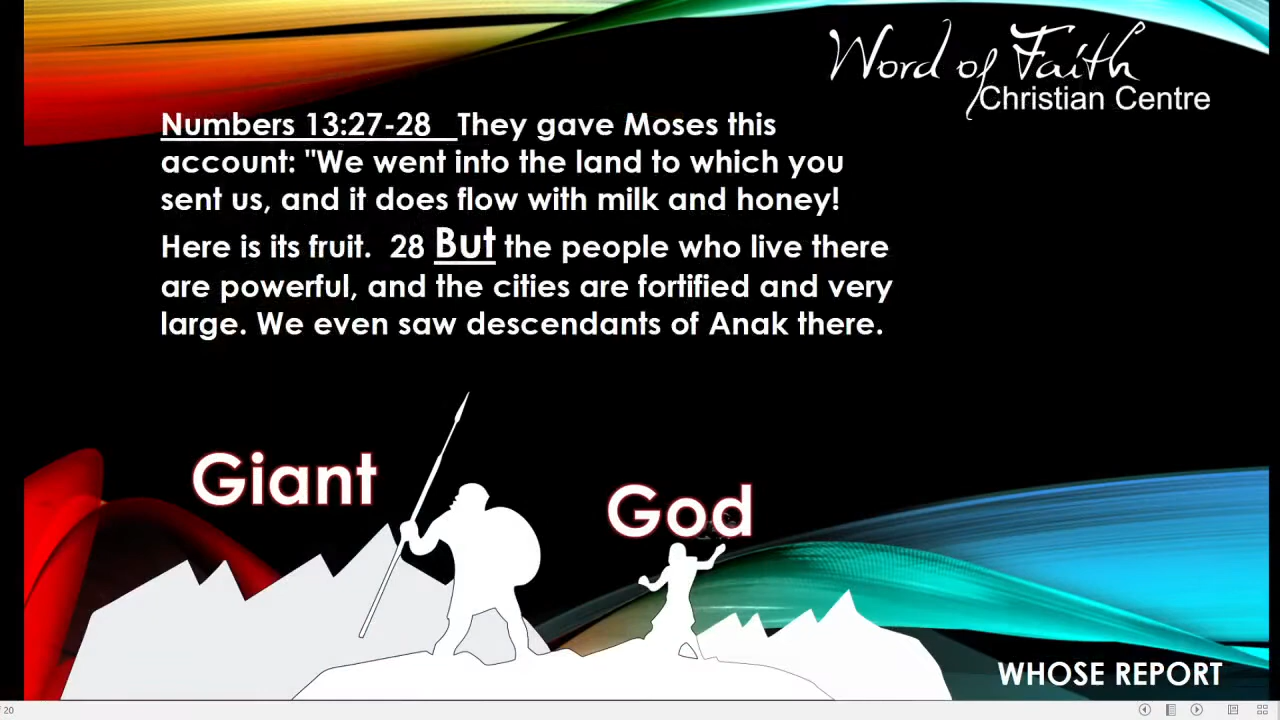 Word of Faith
Christian Centre
Numbers 13:27-28 They gave Moses this
account: "We went into the land to which you
sent us, and it does flow with milk and honey!
Here is its fruit. 28 But the people who live there
are powerful, and the cities are fortified and very
large. We even saw descendants of Anak there.
Giant
God
WHOSE REPORT
20